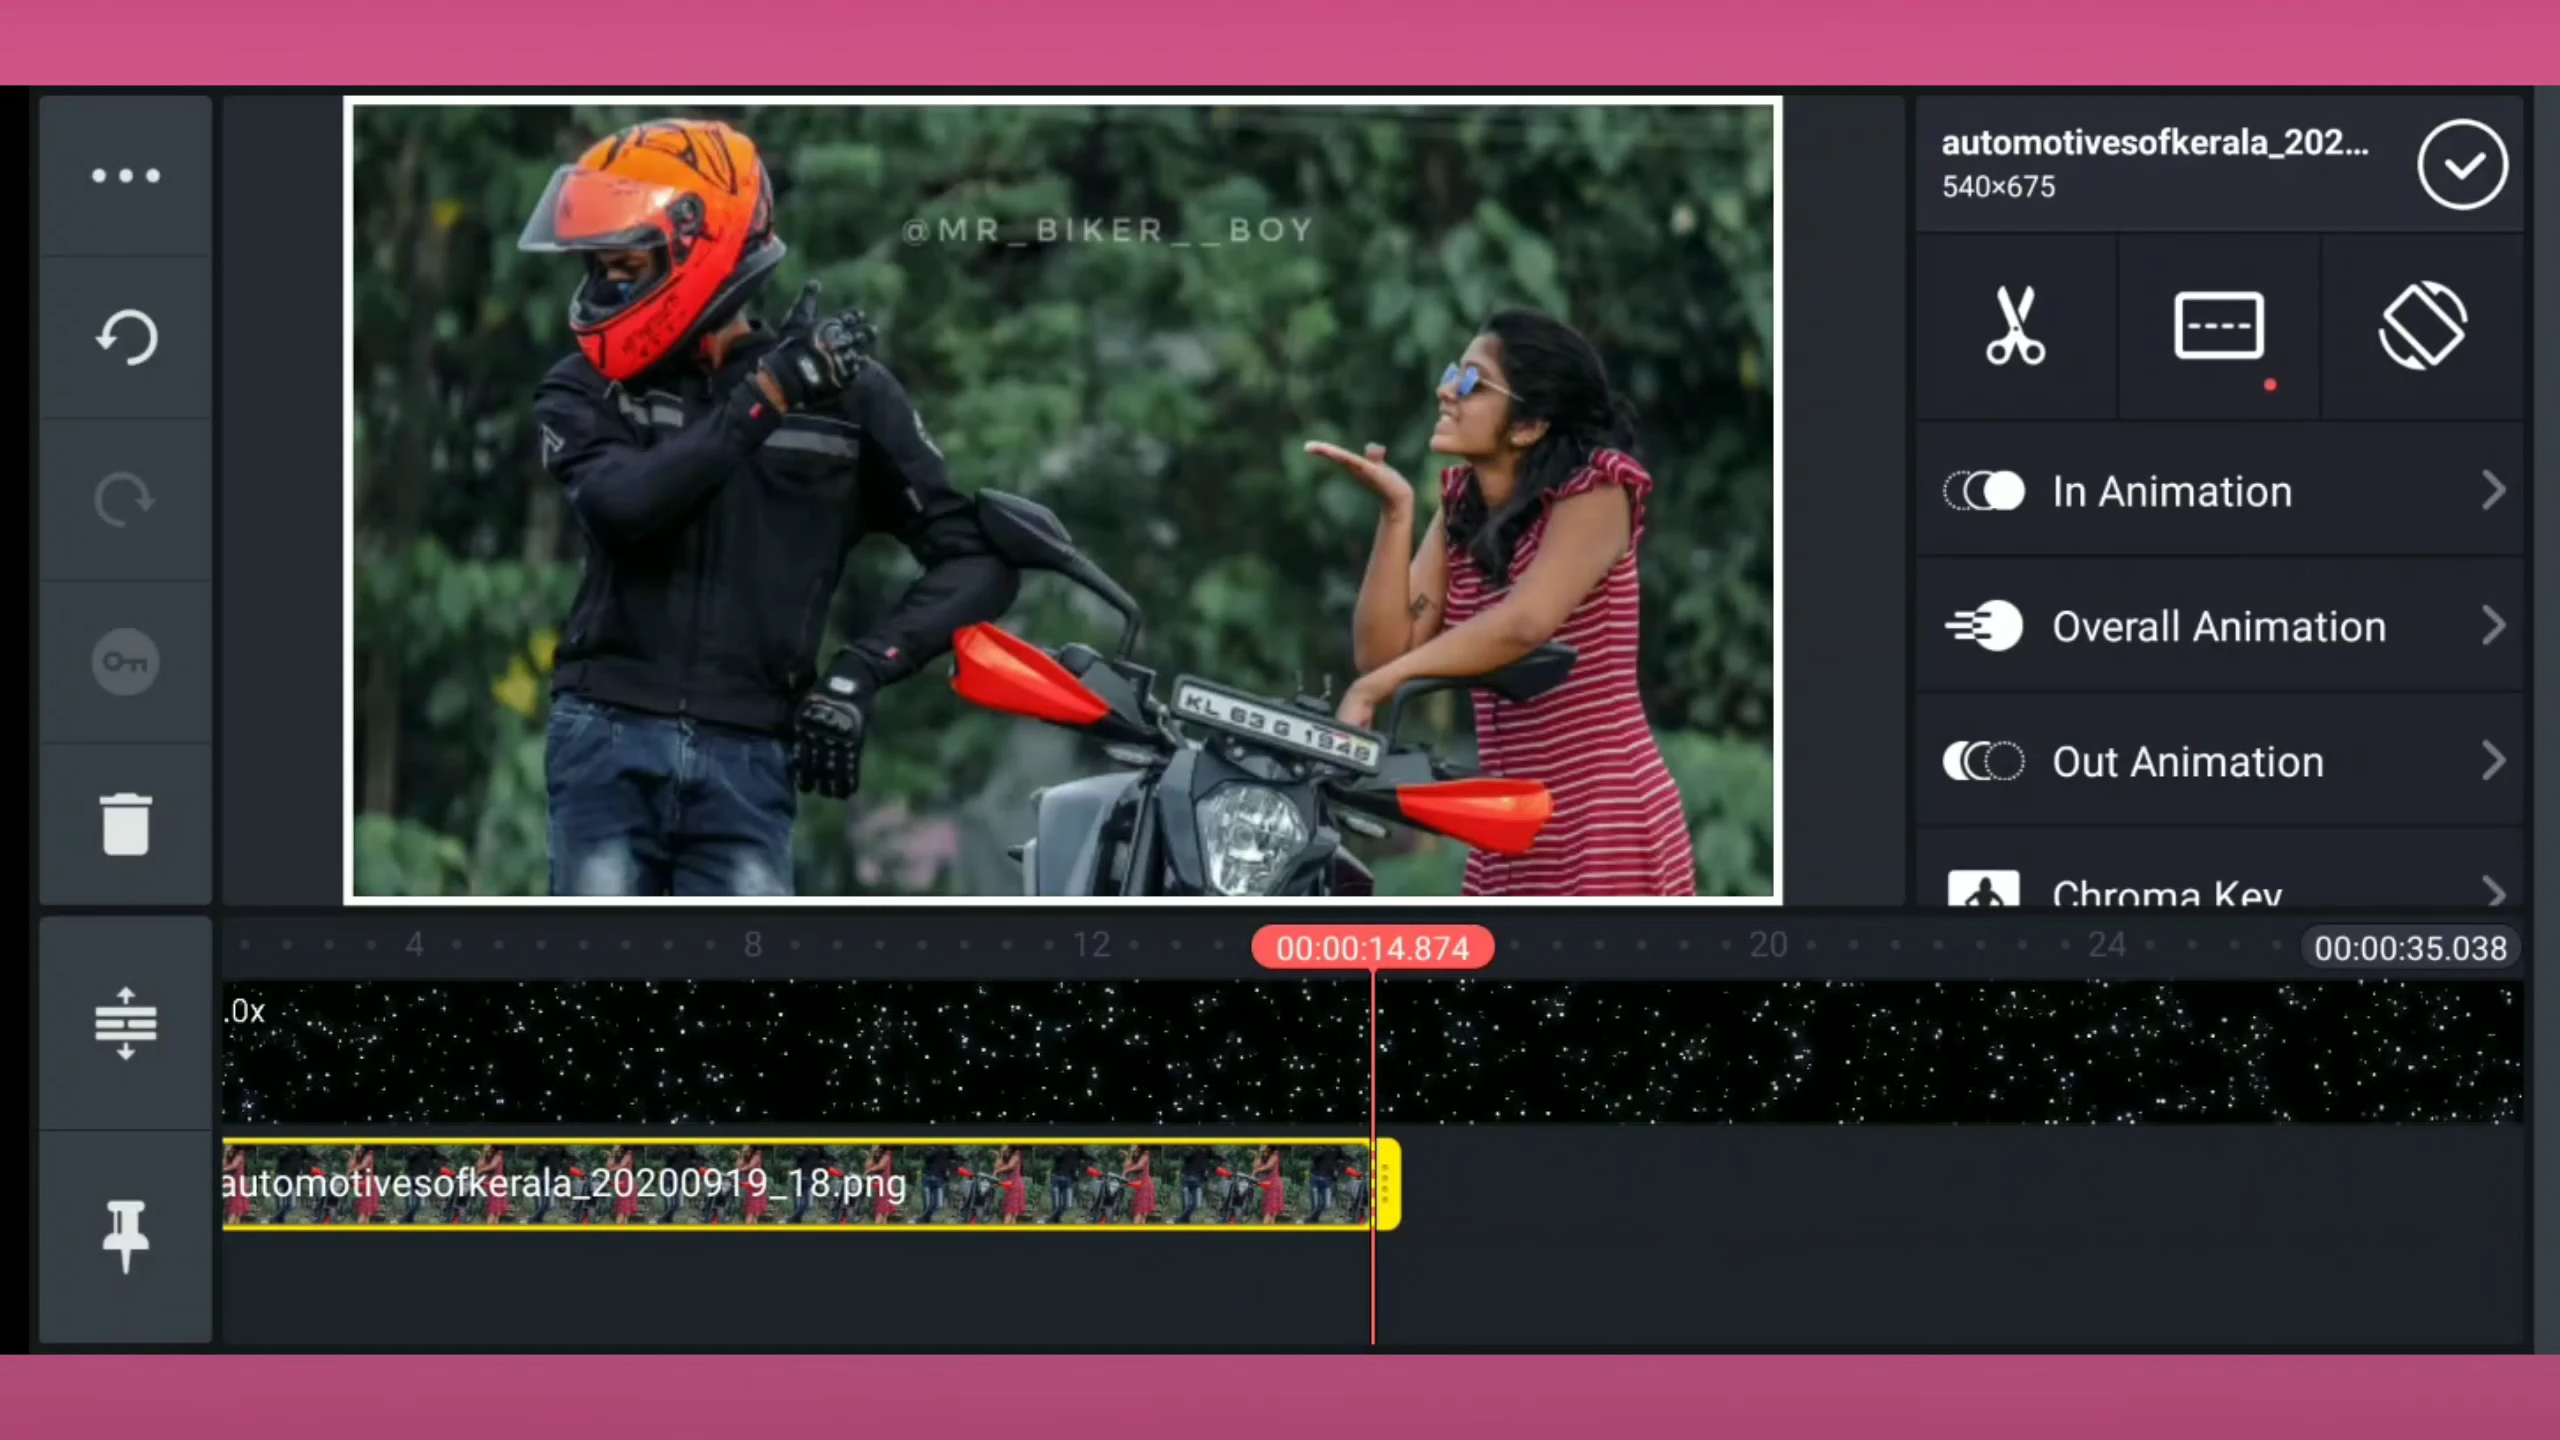 automotivesofkerala_202...
540×675
@MR_BIKER__BOY
In Animation
Overall Animation
Out Animation
KL 63 G 1948
Chroma Key
4
8
12
00:00:14.874
20
24
00:00:35.038
.0x
automotivesofkerala_20200919_18.png